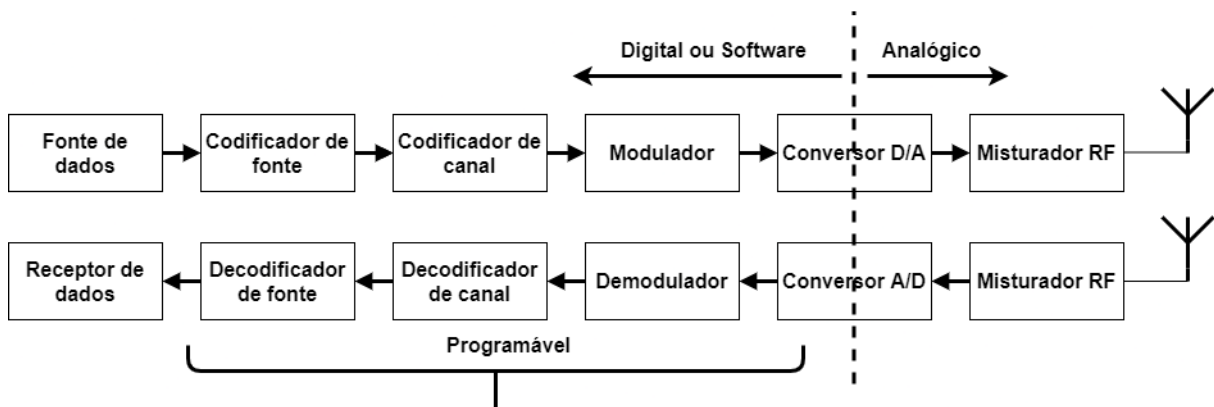 Digital ou Software
Analógico
Fonte de
dados
Codificador de
fonte
Codificador de
canal
Modulador
Conversor D/A
Misturador RF
Receptor de
dados
Decodificador
de fonte
Decodificador
de canal
Demodulador
Conversor A/D
Misturador RF
Programável